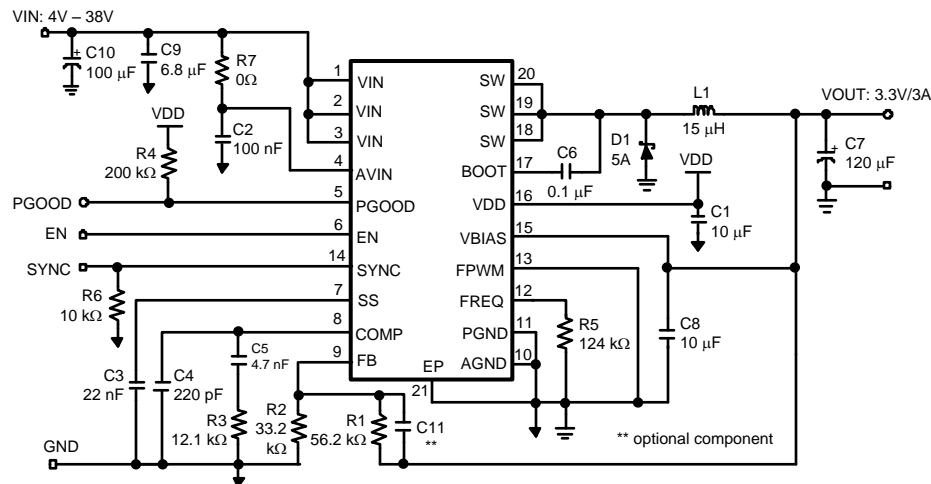 VIN: 4V – 38V
C10
100 μF
C9
6.8 μF
R7
0Ω
C2
100 nF
VDD
R4
200 kΩ
PGOOD
EN
SYNC
R6
10 kΩ
C3
22 nF
C4
220 pF
C5
4.7 nF
R3
12.1 kΩ
R2
33.2
kΩ
R1
56.2 kΩ
C11
**
GND
1
VIN
2
VIN
3
VIN
4
AVIN
5
PGOOD
6
EN
14
SYNC
7
SS
8
COMP
9
FB
EP
21
20
SW
19
SW
18
SW
17
BOOT
16
VDD
15
VBIAS
13
FPWM
12
FREQ
11
PGND
10
AGND
C6
0.1 μF
D1
5A
L1
15 μH
VOUT: 3.3V/3A
C7
120 μF
VDD
C1
10 μF
R5
124 kΩ
C8
10 μF
** optional component
+
+